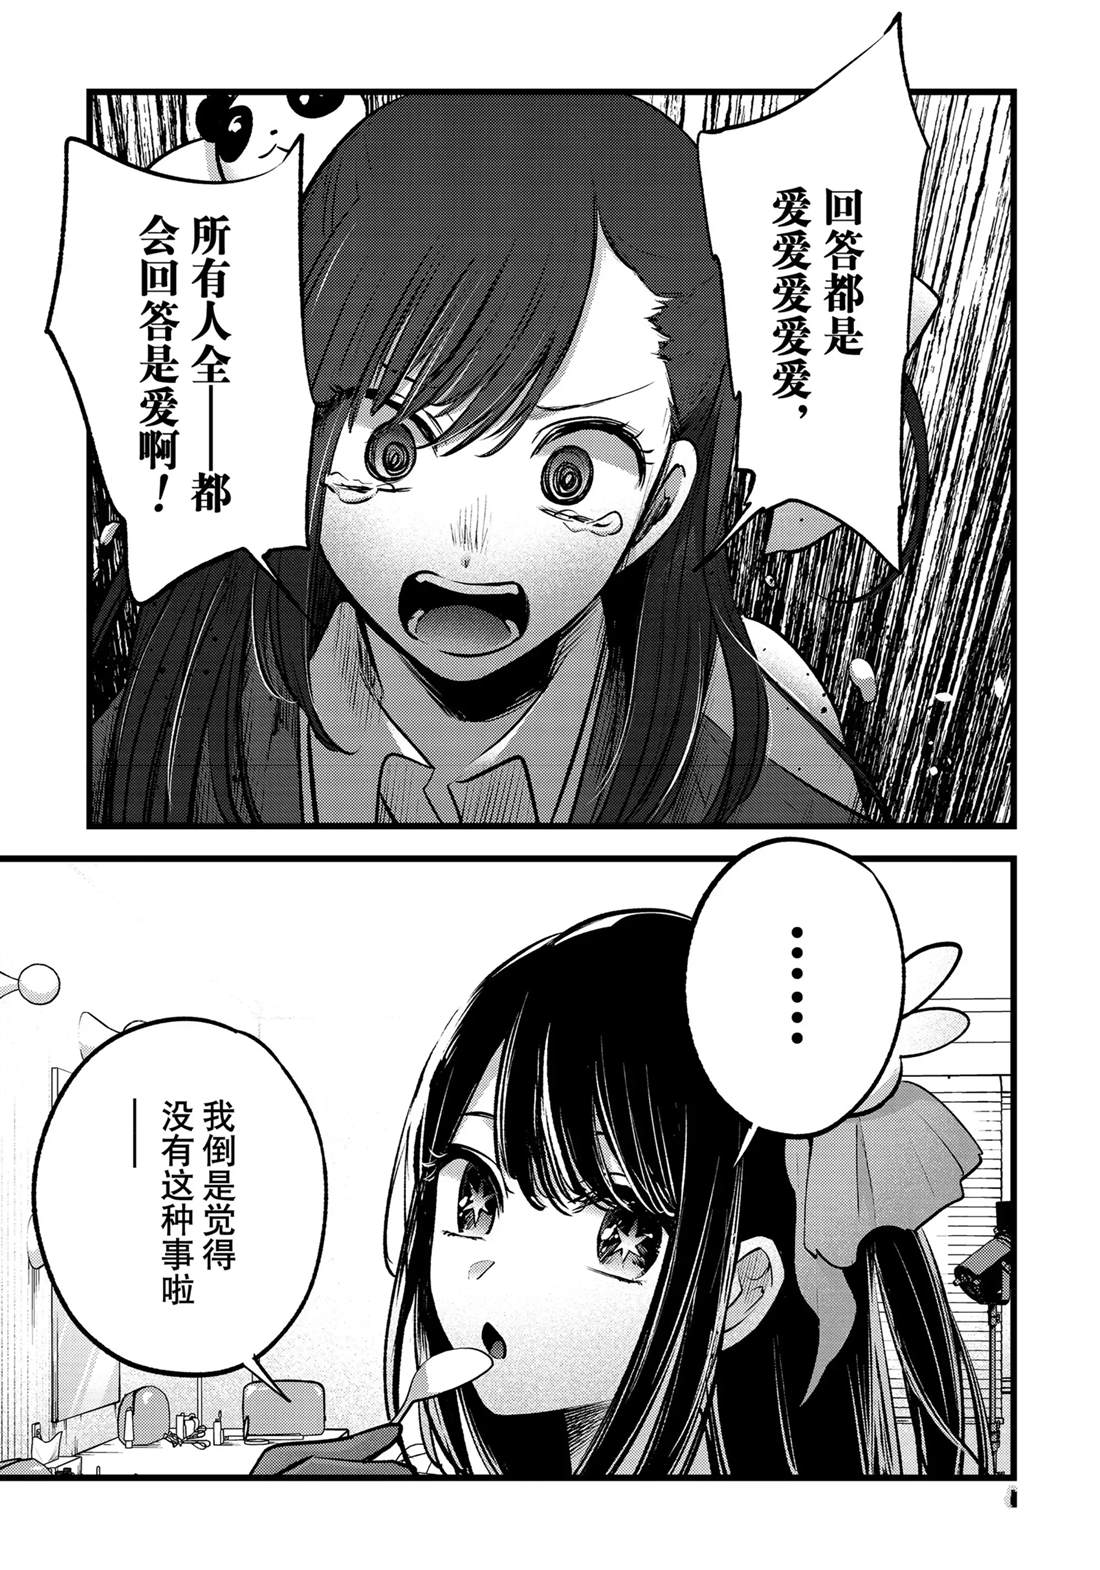 回答都是
爱爱爱爱爱爱，
所有人全——都
会回答是爱啊！
……
我倒是觉得
没有这种事啦
——